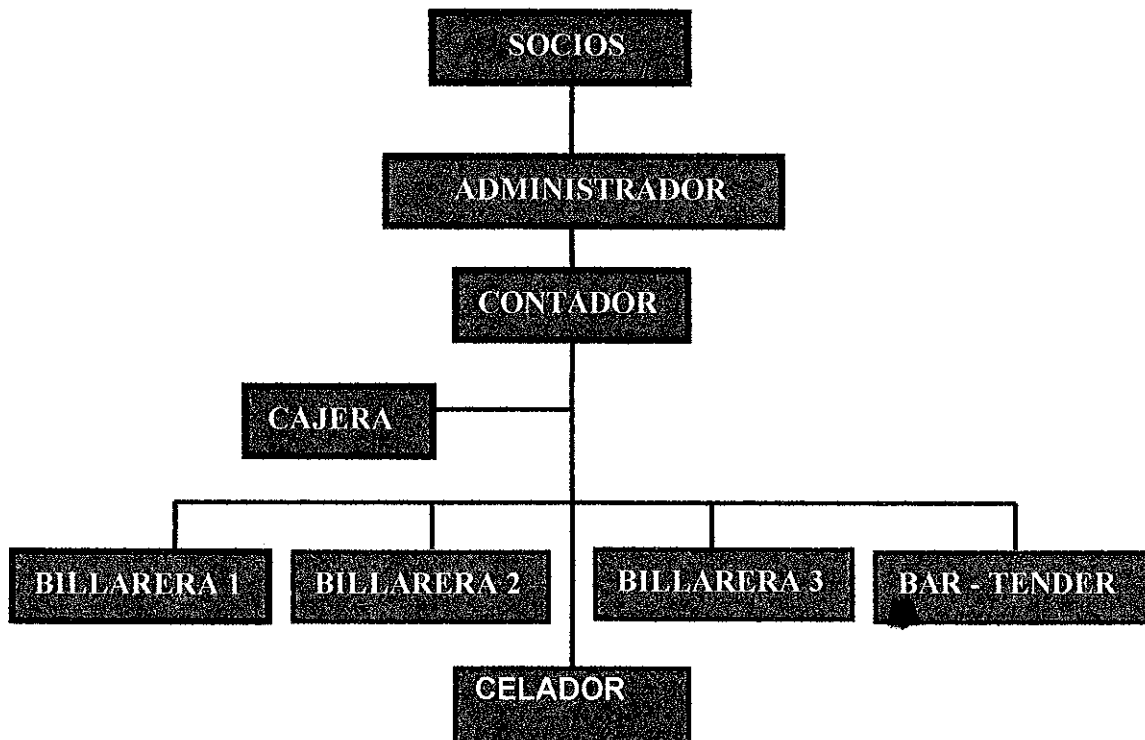 SOCIOS
ADMINISTRADOR
CONTADOR
CAJERA
BILLARERA 1
BILLARERA 2
BILLARERA 3
BAR - TENDER
CELADOR